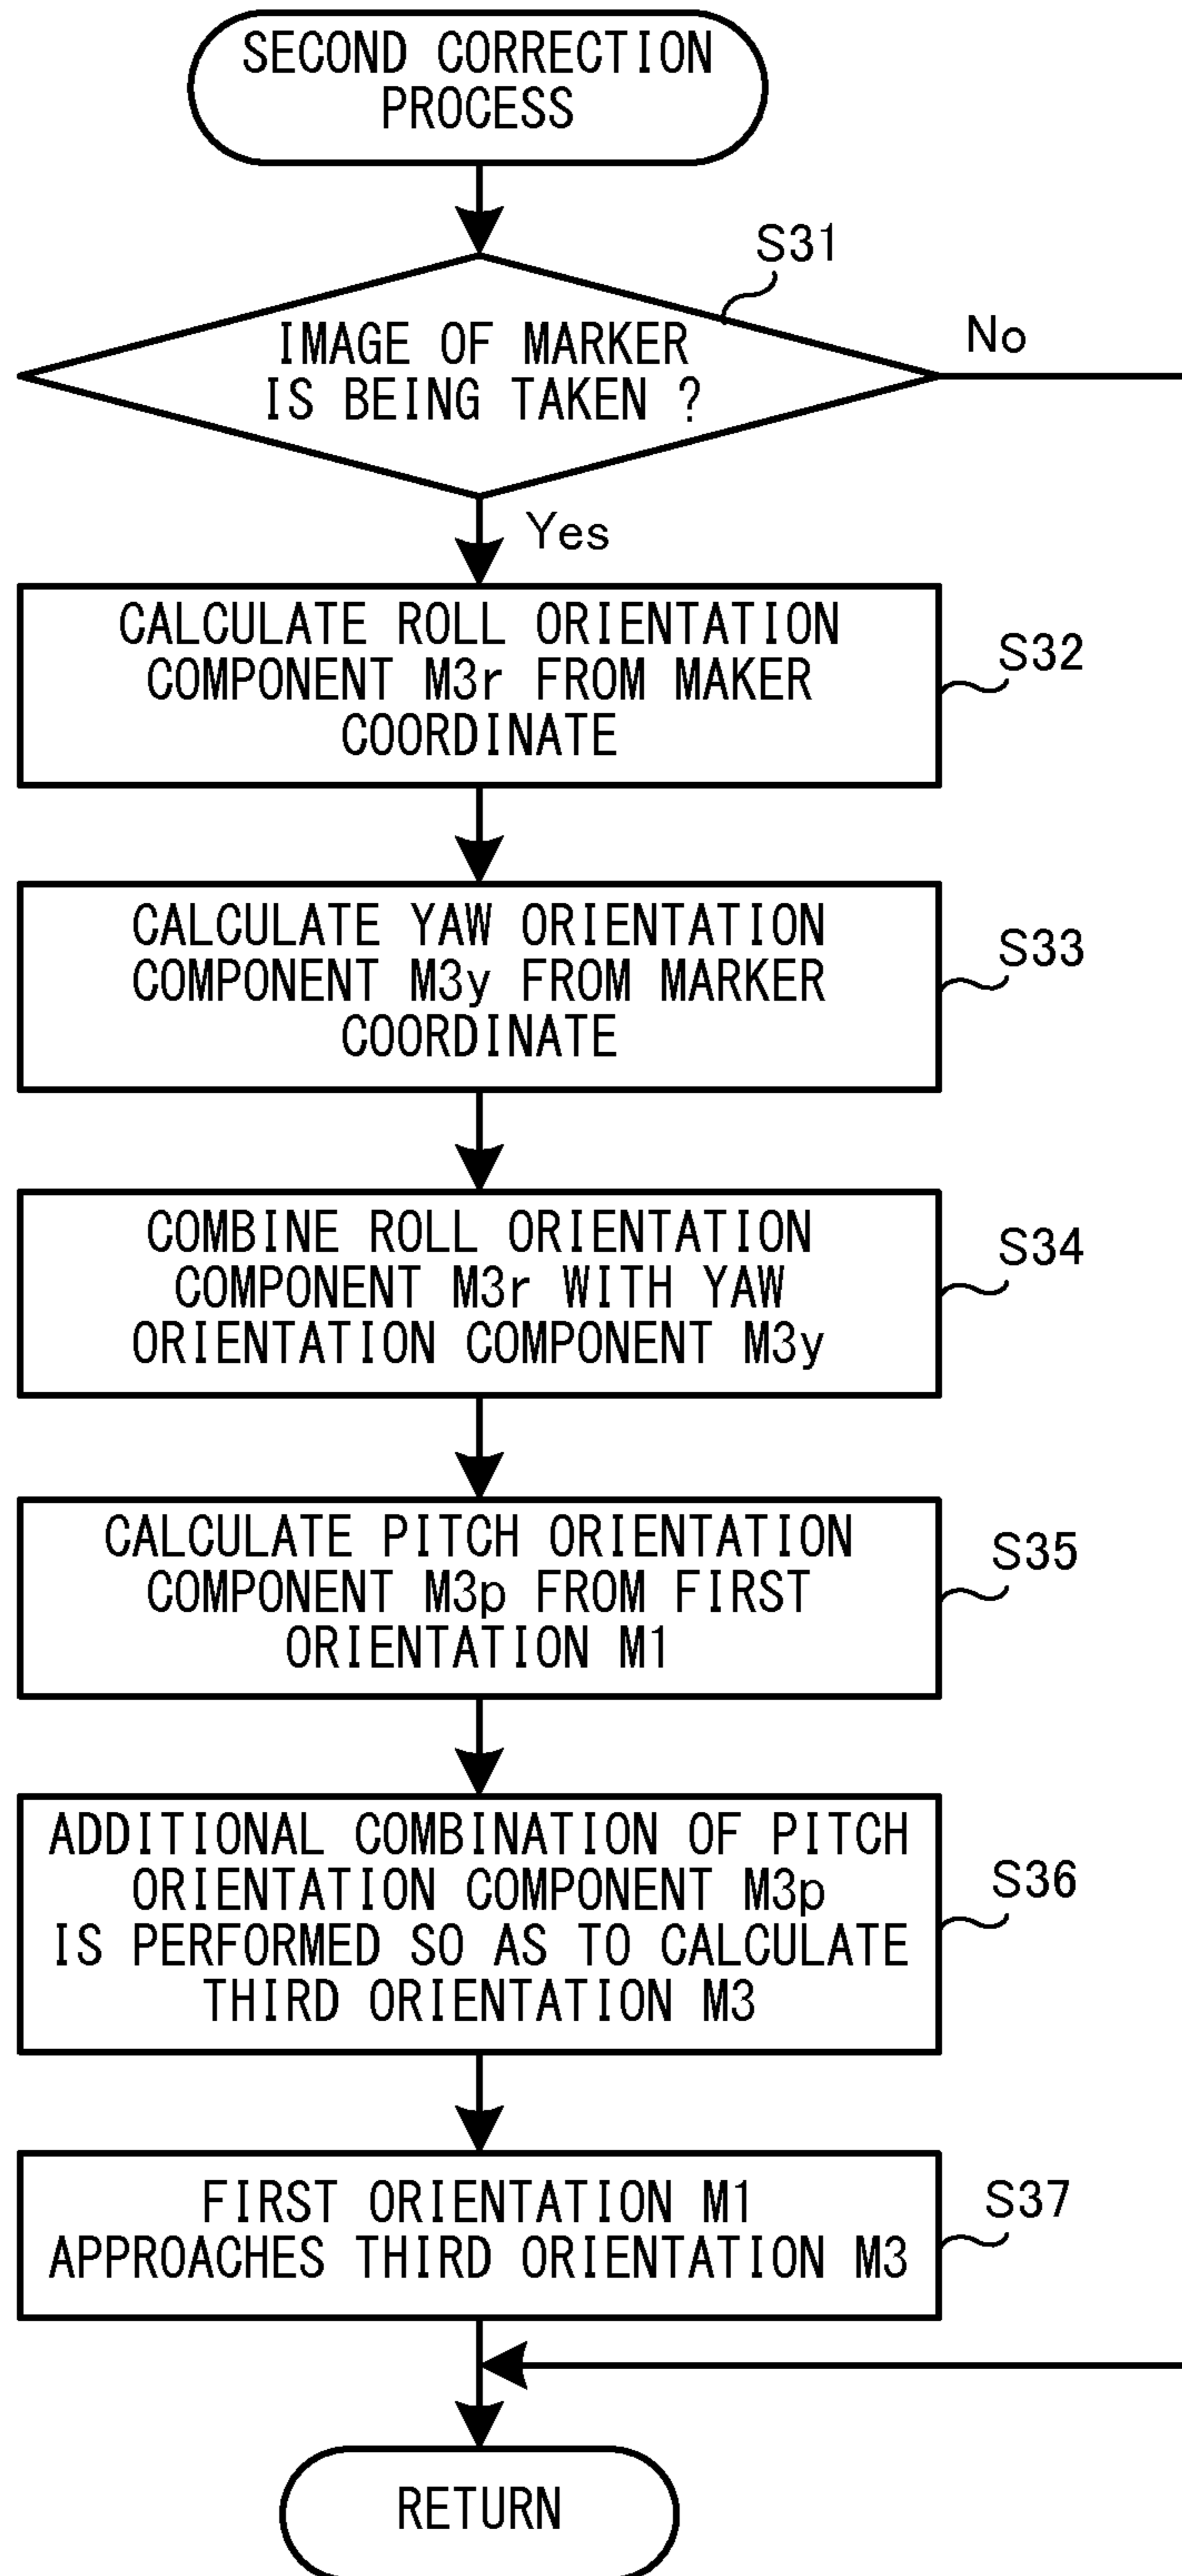 SECOND CORRECTION
PROCESS
S31
IMAGE OF MARKER
IS BEING TAKEN ?
No
Yes
CALCULATE ROLL ORIENTATION
COMPONENT M3r FROM MAKER
COORDINATE
S32
CALCULATE YAW ORIENTATION
COMPONENT M3y FROM MARKER
COORDINATE
S33
COMBINE ROLL ORIENTATION
COMPONENT M3r WITH YAW
ORIENTATION COMPONENT M3y
S34
CALCULATE PITCH ORIENTATION
COMPONENT M3p FROM FIRST
ORIENTATION M1
S35
ADDITIONAL COMBINATION OF PITCH
ORIENTATION COMPONENT M3p
IS PERFORMED SO AS TO CALCULATE
THIRD ORIENTATION M3
S36
FIRST ORIENTATION M1
APPROACHES THIRD ORIENTATION M3
S37
RETURN